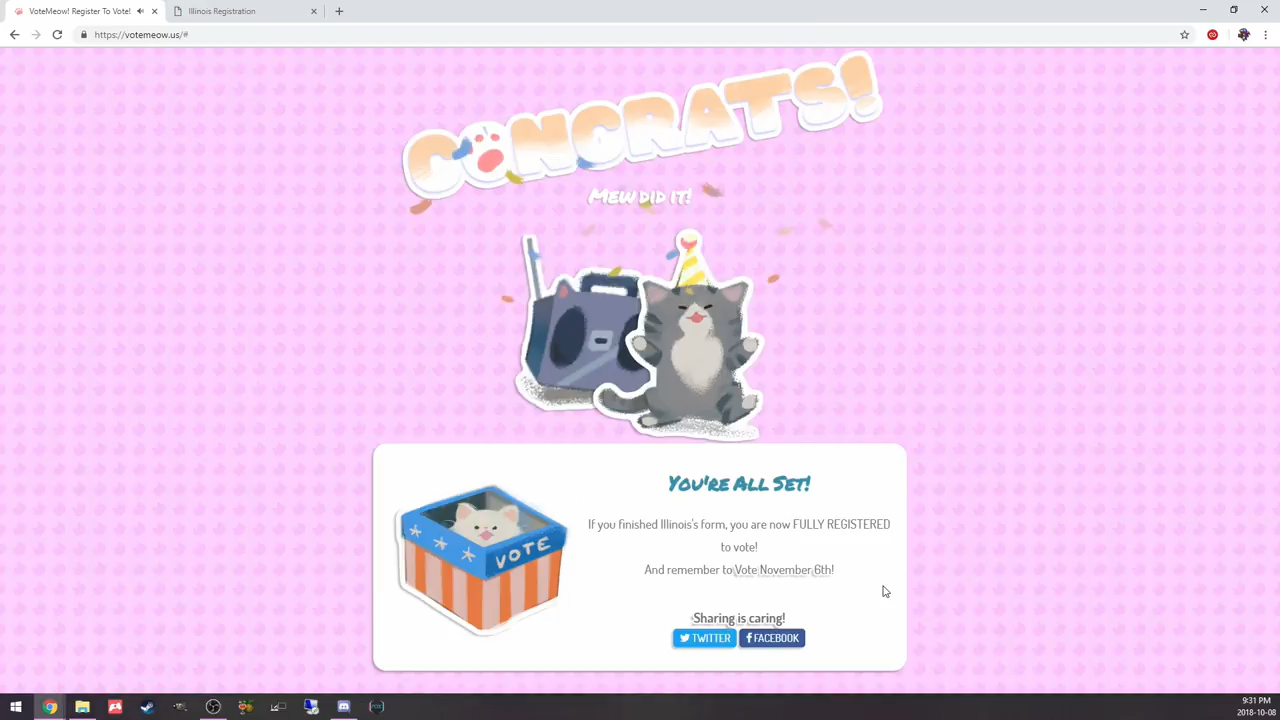 VoteMeow! Register To Vote!
Illinois Registration
https://votemeow.us/#
CONGRATS!
MEW DID IT!
YOU'RE ALL SET!
If you finished Illinois's form, you are now FULLY REGISTERED
to vote!
And remember to Vote November 6th!
VOTE
Sharing is caring!
TWITTER
FACEBOOK
9:31 PM
2018-10-08